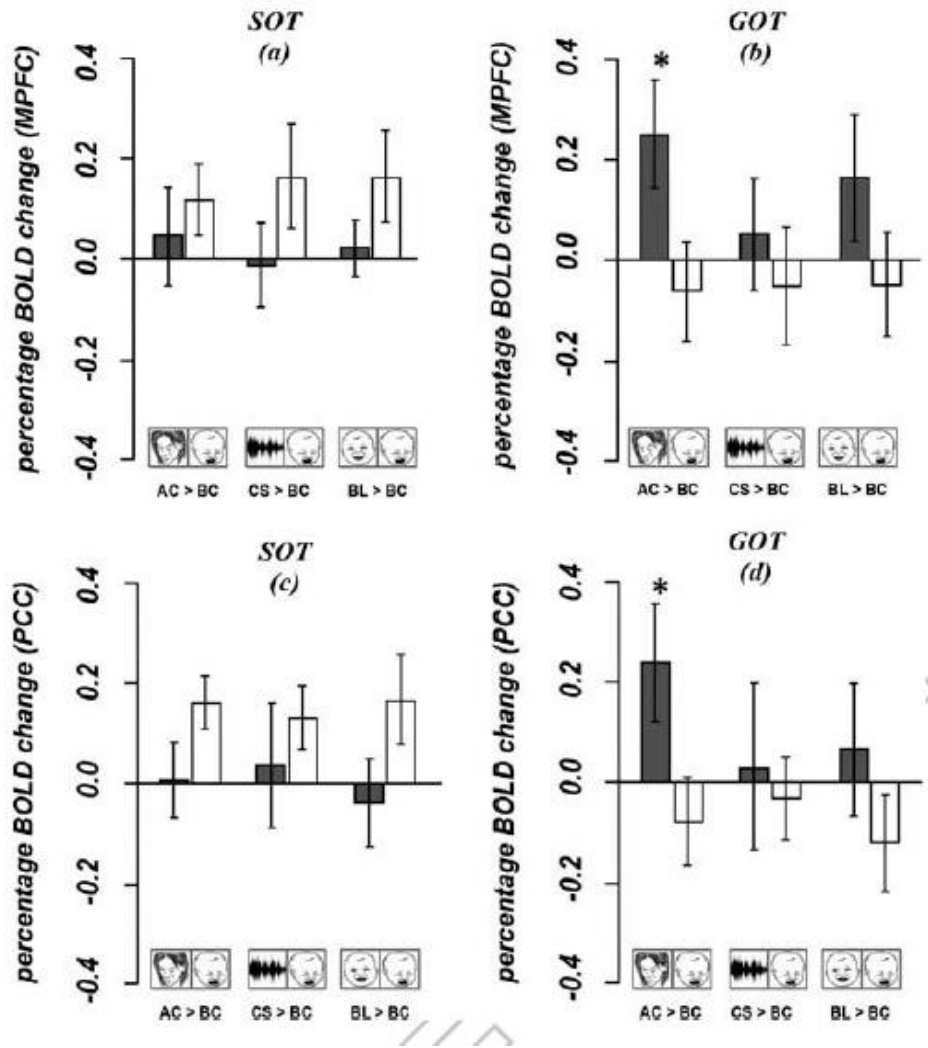 SOT
(a)
percentage BOLD change (MPFC)
0.4
0.2
0.0
-0.2
-0.4
AC > BC
CS > BC
BL > BC
GOT
(b)
percentage BOLD change (MPFC)
0.4
0.2
0.0
-0.2
-0.4
*
AC > BC
CS > BC
BL > BC
SOT
(c)
percentage BOLD change (PCC)
0.4
0.2
0.0
-0.2
-0.4
AC > BC
CS > BC
BL > BC
GOT
(d)
percentage BOLD change (PCC)
0.4
0.2
0.0
-0.2
-0.4
*
AC > BC
CS > BC
BL > BC